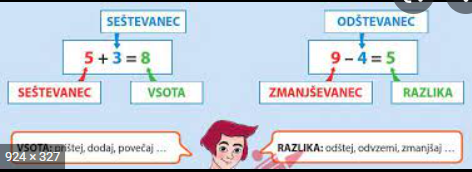 SEŠTEVANEC
5 + 3 = 8
SEŠTEVANEC
VSOTA
ODŠTEVANEC
9 – 4 = 5
ZMANJŠEVANEC
RAZLIKA
VSOTA: prištej, dodaj, povečaj ...
RAZLIKA: odštej, odvzemi, zmanjšaj ...
924 × 327